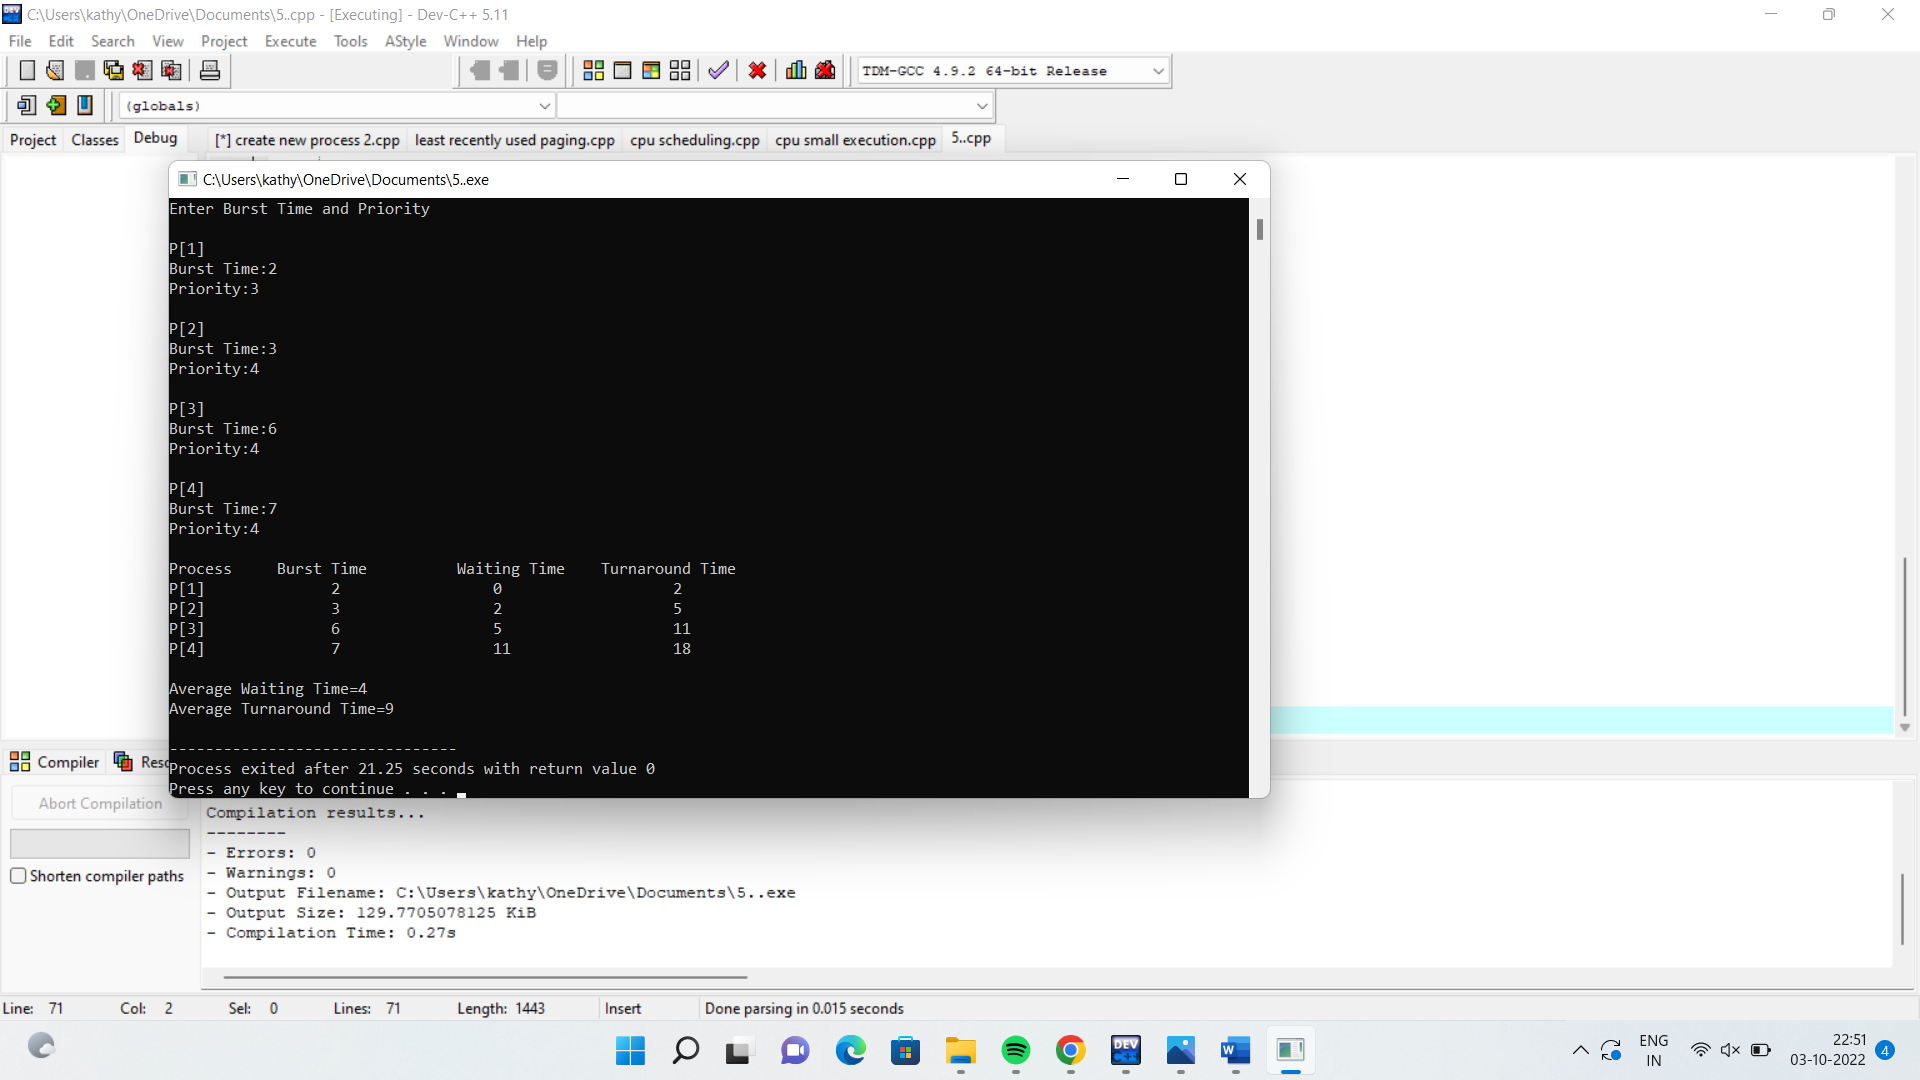 C:\Users\kathy\OneDrive\Documents\5..cpp - [Executing] - Dev-C++ 5.11
File Edit Search View Project Execute Tools AStyle Window Help
TDM-GCC 4.9.2 64-bit Release
(globals)
Project Classes Debug [*] create new process 2.cpp least recently used paging.cpp cpu scheduling.cpp cpu small execution.cpp 5..cpp
C:\Users\kathy\OneDrive\Documents\5..exe
Enter Burst Time and Priority
P[1]
Burst Time:2
Priority:3
P[2]
Burst Time:3
Priority:4
P[3]
Burst Time:6
Priority:4
P[4]
Burst Time:7
Priority:4
Process Burst Time Waiting Time Turnaround Time
P[1] 2 0 2
P[2] 3 2 5
P[3] 6 5 11
P[4] 7 11 18
Average Waiting Time=4
Average Turnaround Time=9
--------------------------------
Process exited after 21.25 seconds with return value 0
Press any key to continue . . .
Compiler Reso
Abort Compilation
Shorten compiler paths
Compilation results...
--------
- Errors: 0
- Warnings: 0
- Output Filename: C:\Users\kathy\OneDrive\Documents\5..exe
- Output Size: 129.7705078125 KiB
- Compilation Time: 0.27s
Line: 71 Col: 2 Sel: 0 Lines: 71 Length: 1443 Insert Done parsing in 0.015 seconds
DEV
W
ENG
IN
22:51
03-10-2022
4